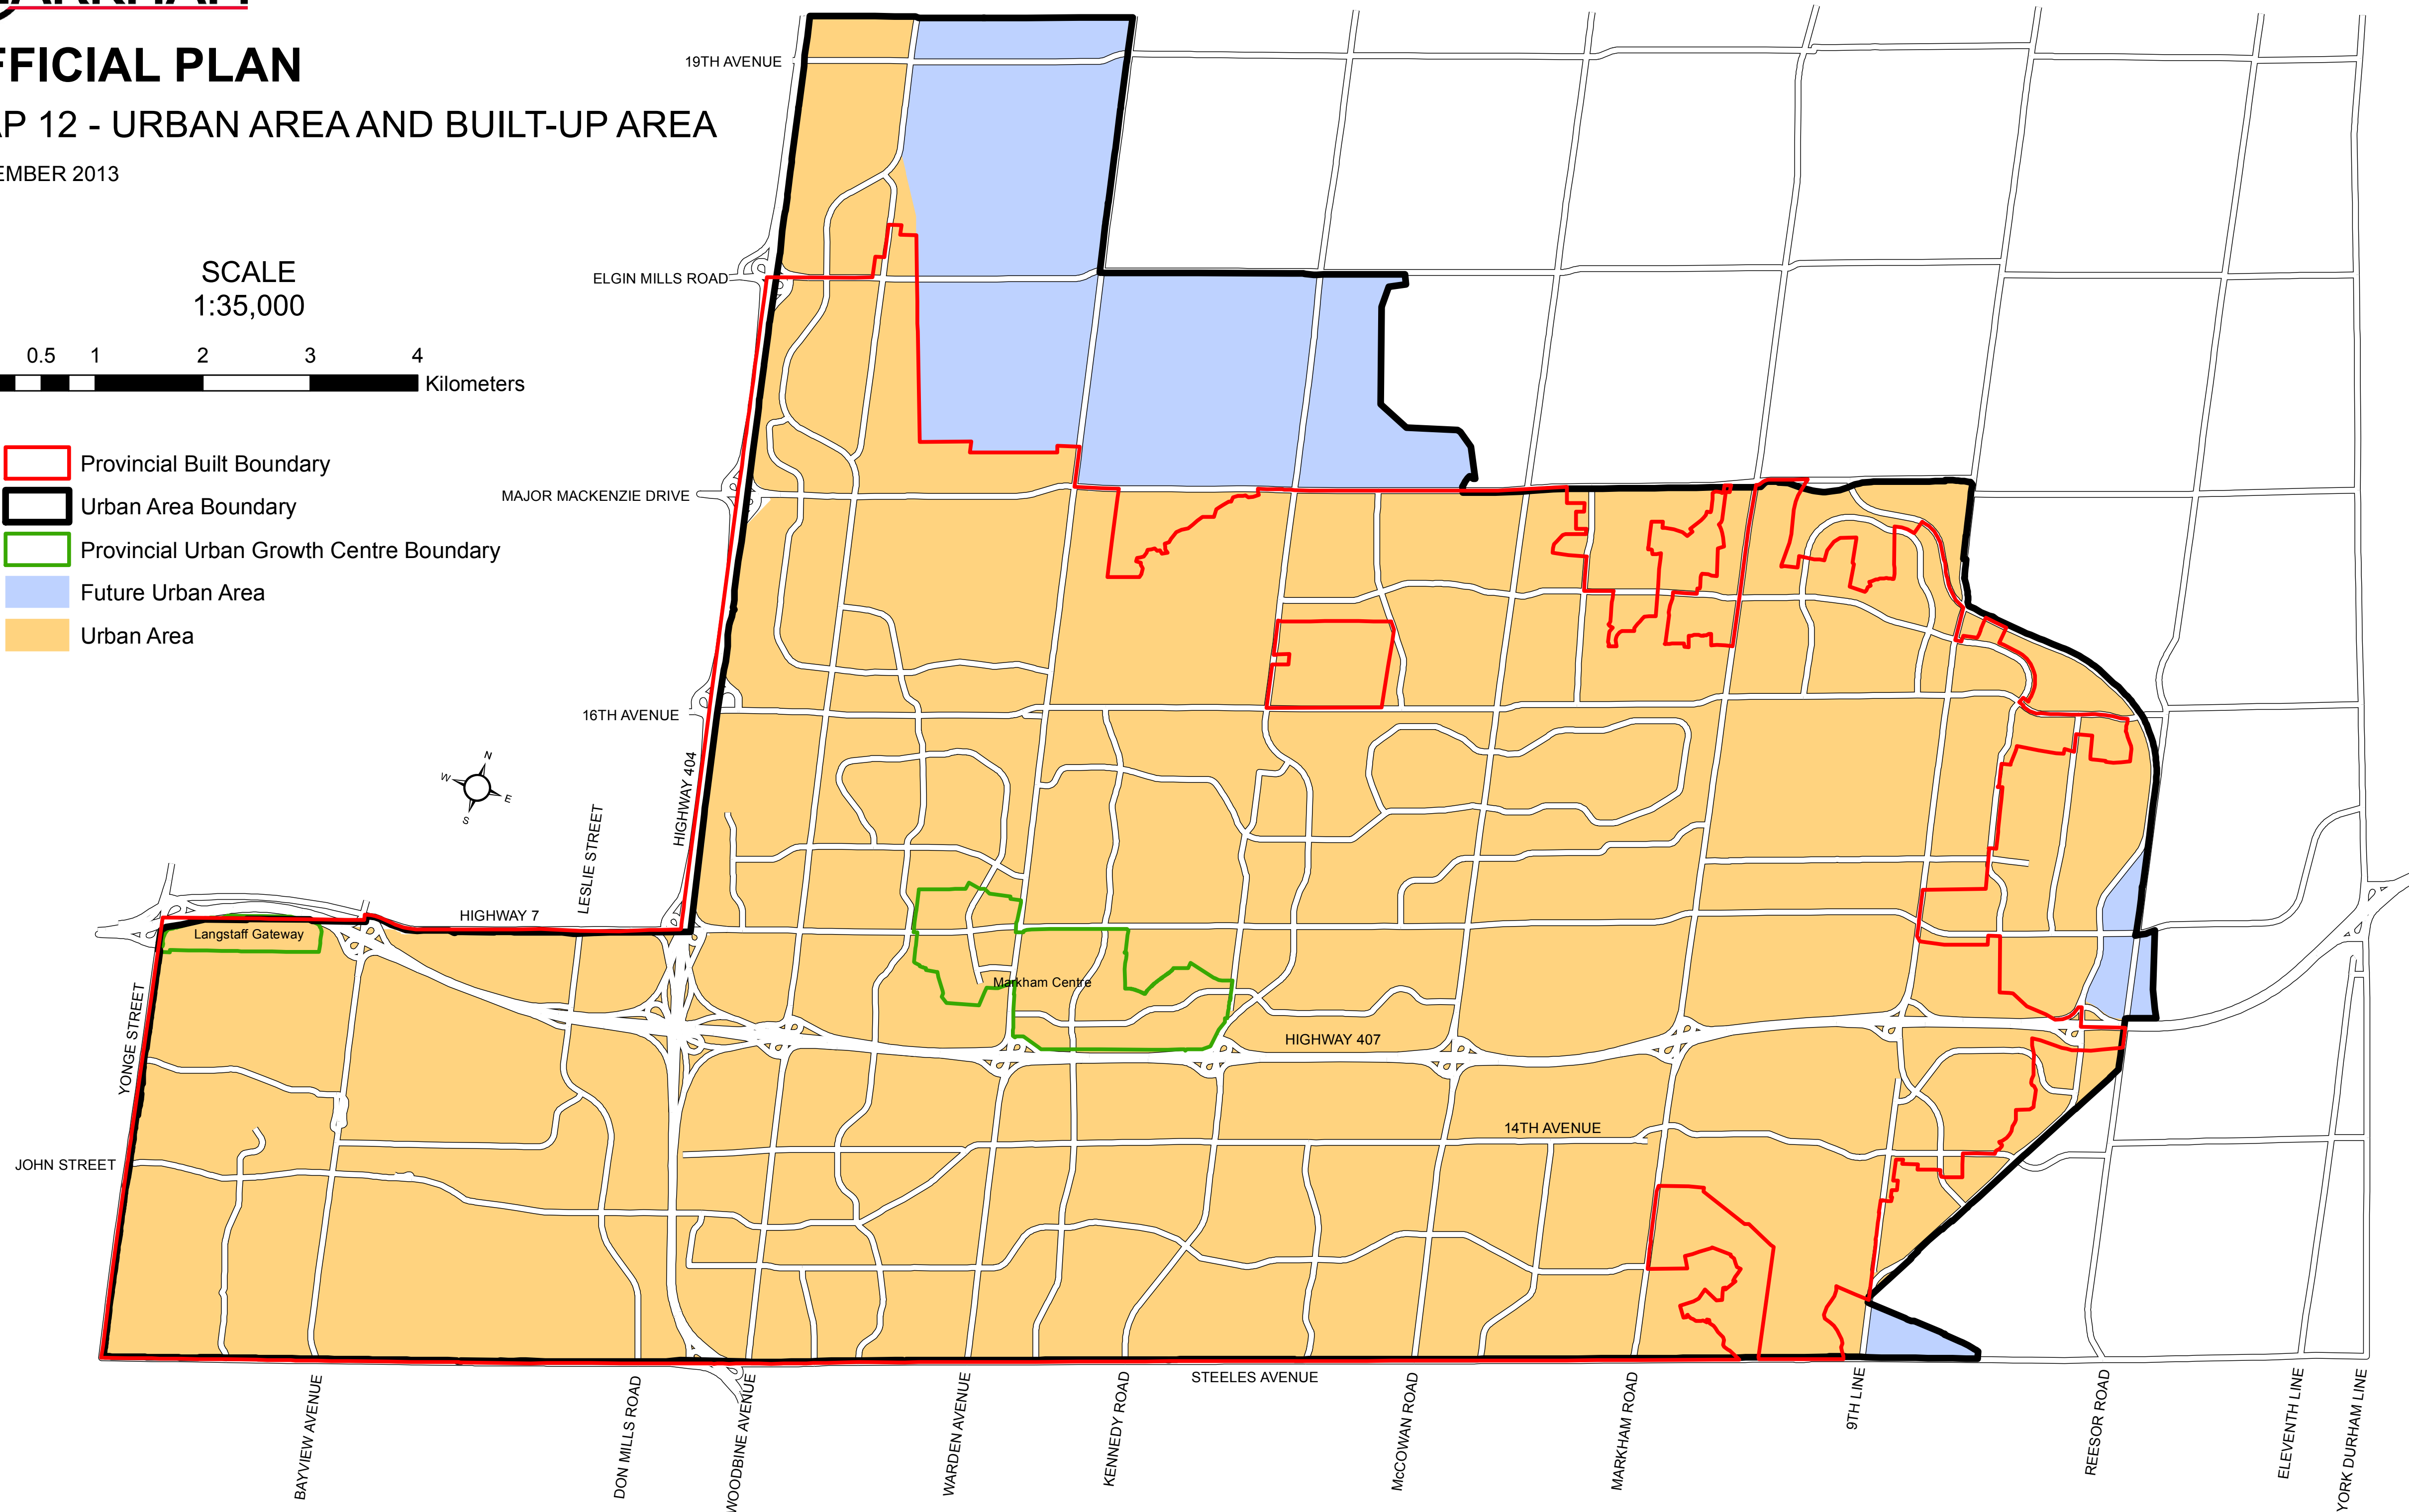 FFICIAL PLAN
AP 12 - URBAN AREA AND BUILT-UP AREA
EMBER 2013
SCALE
1:35,000
0.5 1 2 3 4
Kilometers
Provincial Built Boundary
Urban Area Boundary
Provincial Urban Growth Centre Boundary
Future Urban Area
Urban Area
19TH AVENUE
ELGIN MILLS ROAD
MAJOR MACKENZIE DRIVE
16TH AVENUE
N
W
E
S
HIGHWAY 404
LESLIE STREET
HIGHWAY 7
Langstaff Gateway
Markham Centre
YONGE STREET
HIGHWAY 407
14TH AVENUE
JOHN STREET
STEELES AVENUE
BAYVIEW AVENUE
DON MILLS ROAD
WOODBINE AVENUE
WARDEN AVENUE
KENNEDY ROAD
McCOWAN ROAD
MARKHAM ROAD
9TH LINE
REESOR ROAD
ELEVENTH LINE
YORK DURHAM LINE